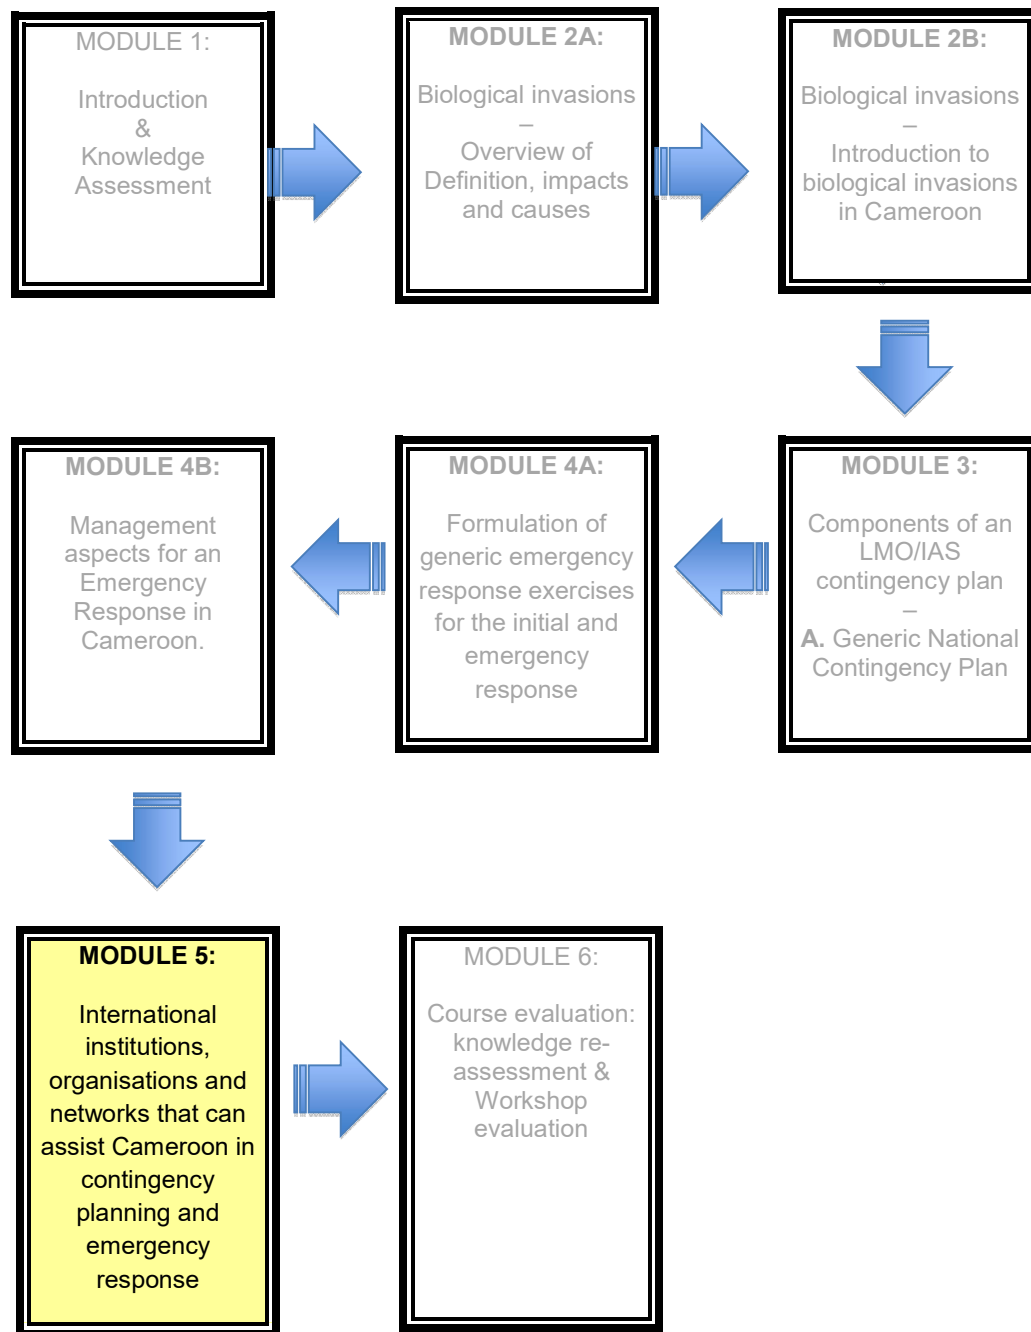 MODULE 1:
Introduction
&
Knowledge
Assessment
MODULE 2A:
Biological invasions
–
Overview of
Definition, impacts
and causes
MODULE 2B:
Biological invasions
–
Introduction to
biological invasions
in Cameroon
MODULE 3:
Components of an
LMO/IAS
contingency plan
–
A. Generic National
Contingency Plan
MODULE 4A:
Formulation of
generic emergency
response exercises
for the initial and
emergency
response
MODULE 4B:
Management
aspects for an
Emergency
Response in
Cameroon.
MODULE 5:
International
institutions,
organisations and
networks that can
assist Cameroon in
contingency
planning and
emergency
response
MODULE 6:
Course evaluation:
knowledge re-
assessment &
Workshop
evaluation